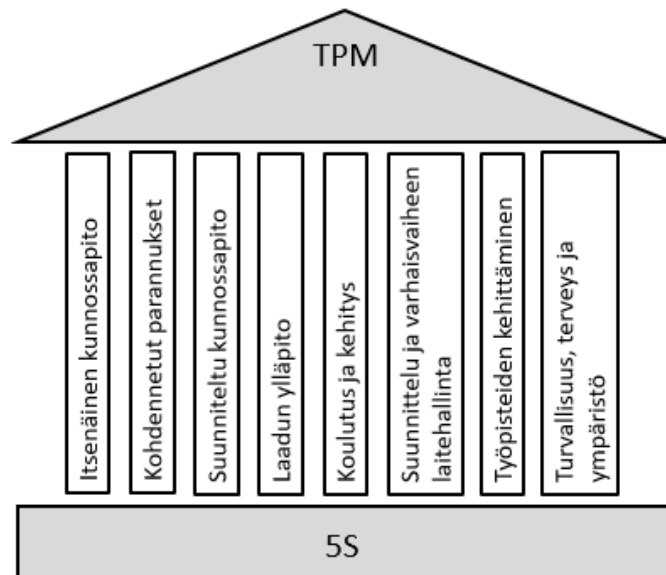 TPM
Itsenäinen kunnossapito
Kohdennetut parannukset
Suunniteltu kunnossapito
Laadun ylläpito
Koulutus ja kehitys
Suunnittelu ja varhaisvaiheen
laitehallinta
Työpisteiden kehittäminen
Turvallisuus, terveys ja
ympäristö
5S